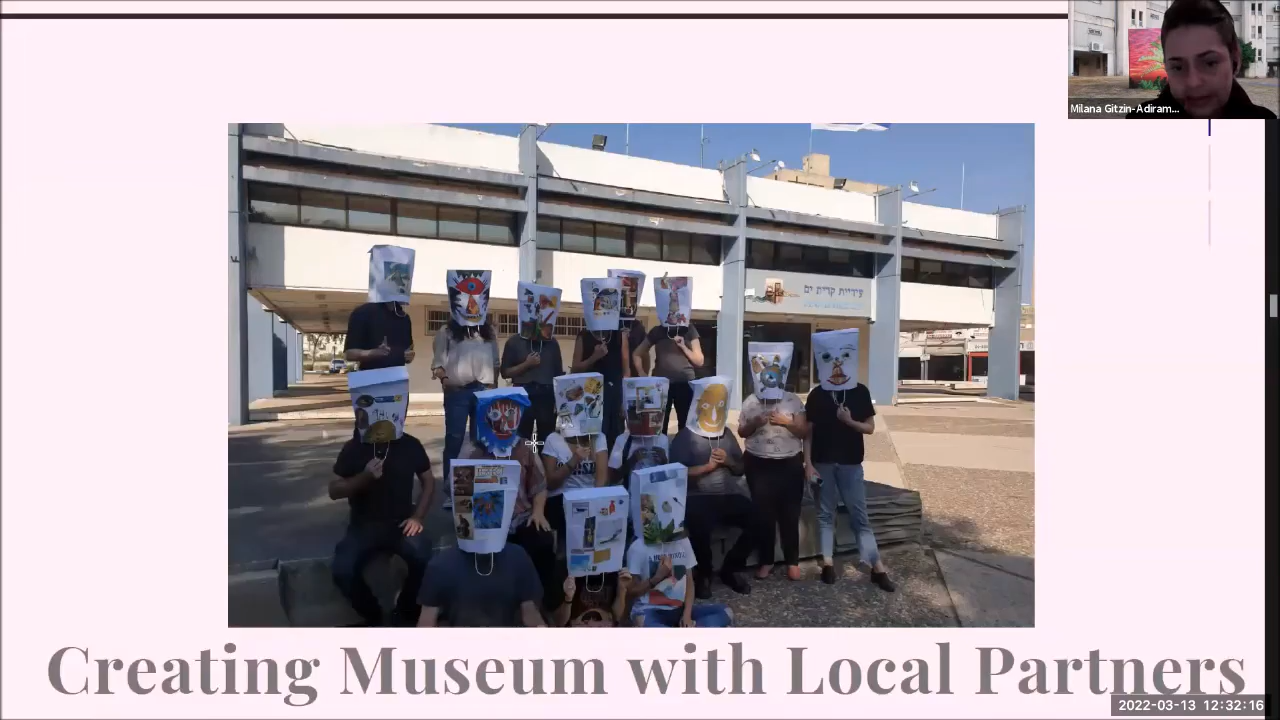 Milana Gitzin-Adiram...
עיריית קרית ים
Creating Museum with Local Partners
2022-03-13 12:32:16